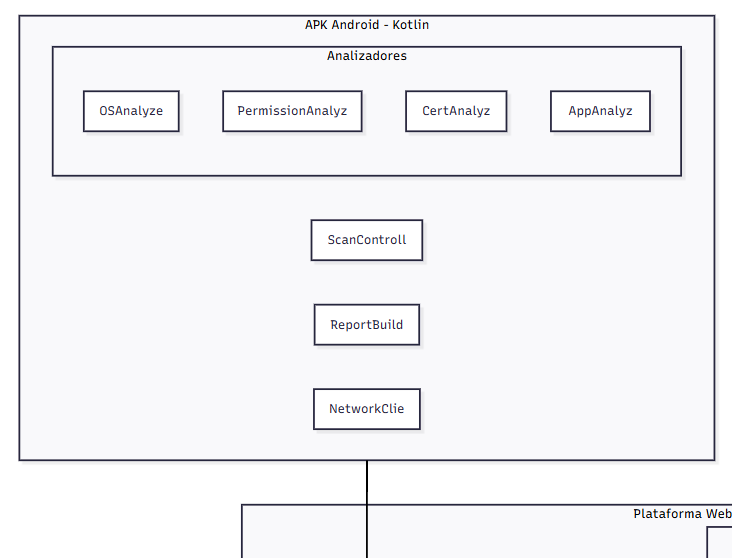 APK Android - Kotlin
Analizadores
OSAnalyze
PermissionAnalyz
CertAnalyz
AppAnalyz
ScanControll
ReportBuild
NetworkClie
Plataforma Web